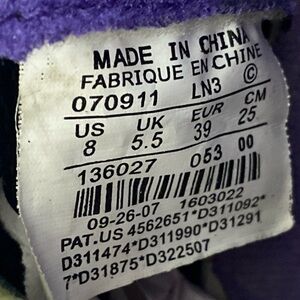 MADE IN CHINA
FABRIQUE EN CHINE
070911 LN3 ©
US UK EUR CM
8 5.5 39 25
136027 053 00
09-26-07 1603022
PAT.US 4562651*D311092*
D311474*D311990*D31291
7*D31875*D322507